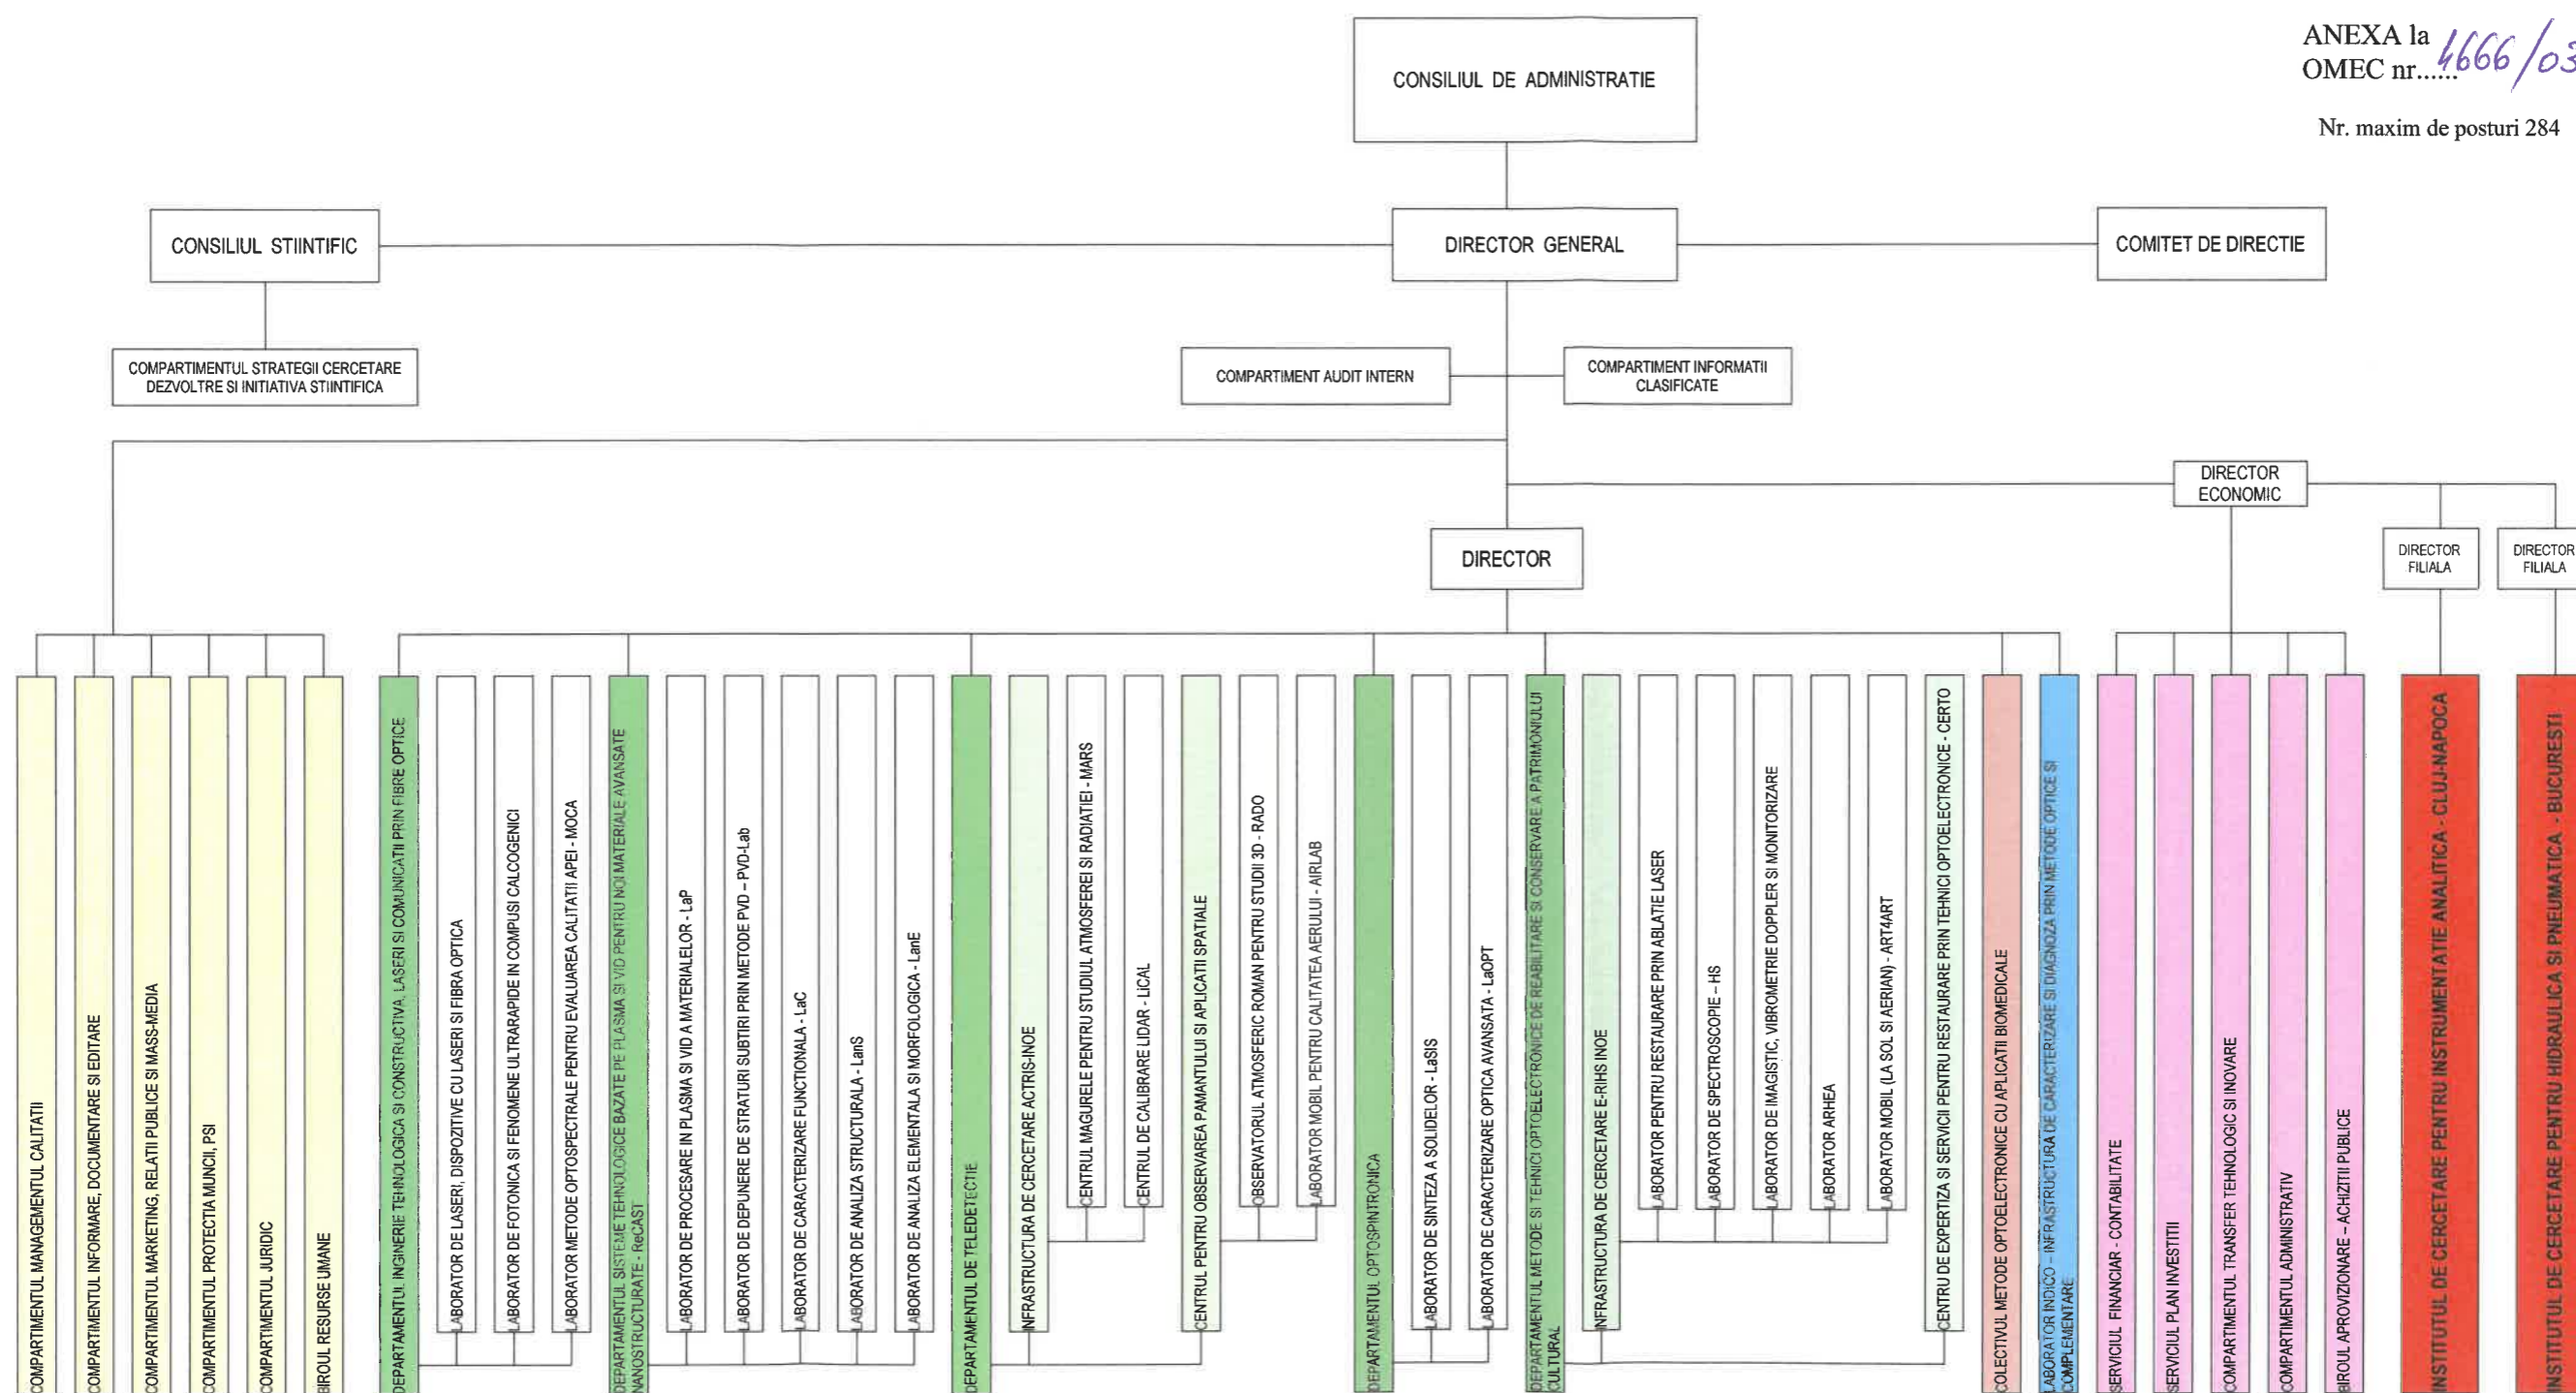 ANEXA la
OMEC nr...... 4666/03
Nr. maxim de posturi 284
CONSILIUL DE ADMINISTRATIE
CONSILIUL STIINTIFIC
DIRECTOR GENERAL
COMITET DE DIRECTIE
COMPARTIMENTUL STRATEGII CERCETARE
DEZVOLTRE SI INITIATIVA STIINTIFICA
COMPARTIMENT AUDIT INTERN
COMPARTIMENT INFORMATII
CLASIFICATE
DIRECTOR
ECONOMIC
DIRECTOR
DIRECTOR
FILIALA
DIRECTOR
FILIALA
COMPARTIMENTUL MANAGEMENTUL CALITATII
COMPARTIMENTUL INFORMARE, DOCUMENTARE SI EDITARE
COMPARTIMENTUL MARKETING, RELATII PUBLICE SI MASS-MEDIA
COMPARTIMENTUL PROTECTIA MUNCII, PSI
COMPARTIMENTUL JURIDIC
BIROUL RESURSE UMANE
DEPARTAMENTUL INGINERIE TEHNOLOGICA SI CONSTRUCTIVA, LASERI SI COMUNICATII PRIN FIBRE OPTICE
LABORATOR DE LASERI, DISPOZITIVE CU LASERI SI FIBRA OPTICA
LABORATOR DE FOTONICA SI FENOMENE ULTRARAPIDE IN COMPUSI CALCOGENICI
LABORATOR METODE OPTOSPECTRALE PENTRU EVALUAREA CALITATII APEI - MOCA
DEPARTAMENTUL SISTEME TEHNOLOGICE BAZATE PE PLASMA SI VID PENTRU NOI MATERIALE AVANSATE
NANOSTRUCTURATE - ReCAST
LABORATOR DE PROCESARE IN PLASMA SI VID A MATERIALELOR - LaP
LABORATOR DE DEPUNERE DE STRATURI SUBTIRI PRIN METODE PVD – PVD-Lab
LABORATOR DE CARACTERIZARE FUNCTIONALA - LaC
LABORATOR DE ANALIZA STRUCTURALA - LanS
LABORATOR DE ANALIZA ELEMENTALA SI MORFOLOGICA - LanE
DEPARTAMENTUL DE TELEDETECTIE
INFRASTRUCTURA DE CERCETARE ACTRIS-INOE
CENTRUL MAGURELE PENTRU STUDIUL ATMOSFEREI SI RADIATIEI - MARS
CENTRUL DE CALIBRARE LIDAR - LiCAL
CENTRUL PENTRU OBSERVAREA PAMANTULUI SI APLICATII SPATIALE
OBSERVATORUL ATMOSFERIC ROMAN PENTRU STUDII 3D - RADO
LABORATOR MOBIL PENTRU CALITATEA AERULUI - AIRLAB
DEPARTAMENTUL OPTOSPINTRONICA
LABORATOR DE SINTEZA A SOLIDELOR - LaSIS
LABORATOR DE CARACTERIZARE OPTICA AVANSATA - LaOPT
DEPARTAMENTUL METODE SI TEHNICI OPTOELECTRONICE DE REABILITARE SI CONSERVARE A PATRIMONIULUI
CULTURAL
INFRASTRUCTURA DE CERCETARE E-RIHS INOE
LABORATOR PENTRU RESTAURARE PRIN ABLATIE LASER
LABORATOR DE SPECTROSCOPIE – HS
LABORATOR DE IMAGISTIC, VIBROMETRIE DOPPLER SI MONITORIZARE
LABORATOR ARHEA
LABORATOR MOBIL (LA SOL SI AERIAN) - ART4ART
CENTRU DE EXPERTIZA SI SERVICII PENTRU RESTAURARE PRIN TEHNICI OPTOELECTRONICE - CERTO
COLECTIVUL METODE OPTOELECTRONICE CU APLICATII BIOMEDICALE
LABORATOR INDICO – INFRASTRUCTURA DE CARACTERIZARE SI DIAGNOZA PRIN METODE OPTICE SI
COMPLEMENTARE
SERVICIUL FINANCIAR - CONTABILITATE
SERVICIUL PLAN INVESTITII
COMPARTIMENTUL TRANSFER TEHNOLOGIC SI INOVARE
COMPARTIMENTUL ADMINISTRATIV
BIROUL APROVIZIONARE – ACHIZITII PUBLICE
INSTITUTUL DE CERCETARE PENTRU INSTRUMENTATIE ANALITICA - CLUJ-NAPOCA
INSTITUTUL DE CERCETARE PENTRU HIDRAULICA SI PNEUMATICA - BUCURESTI